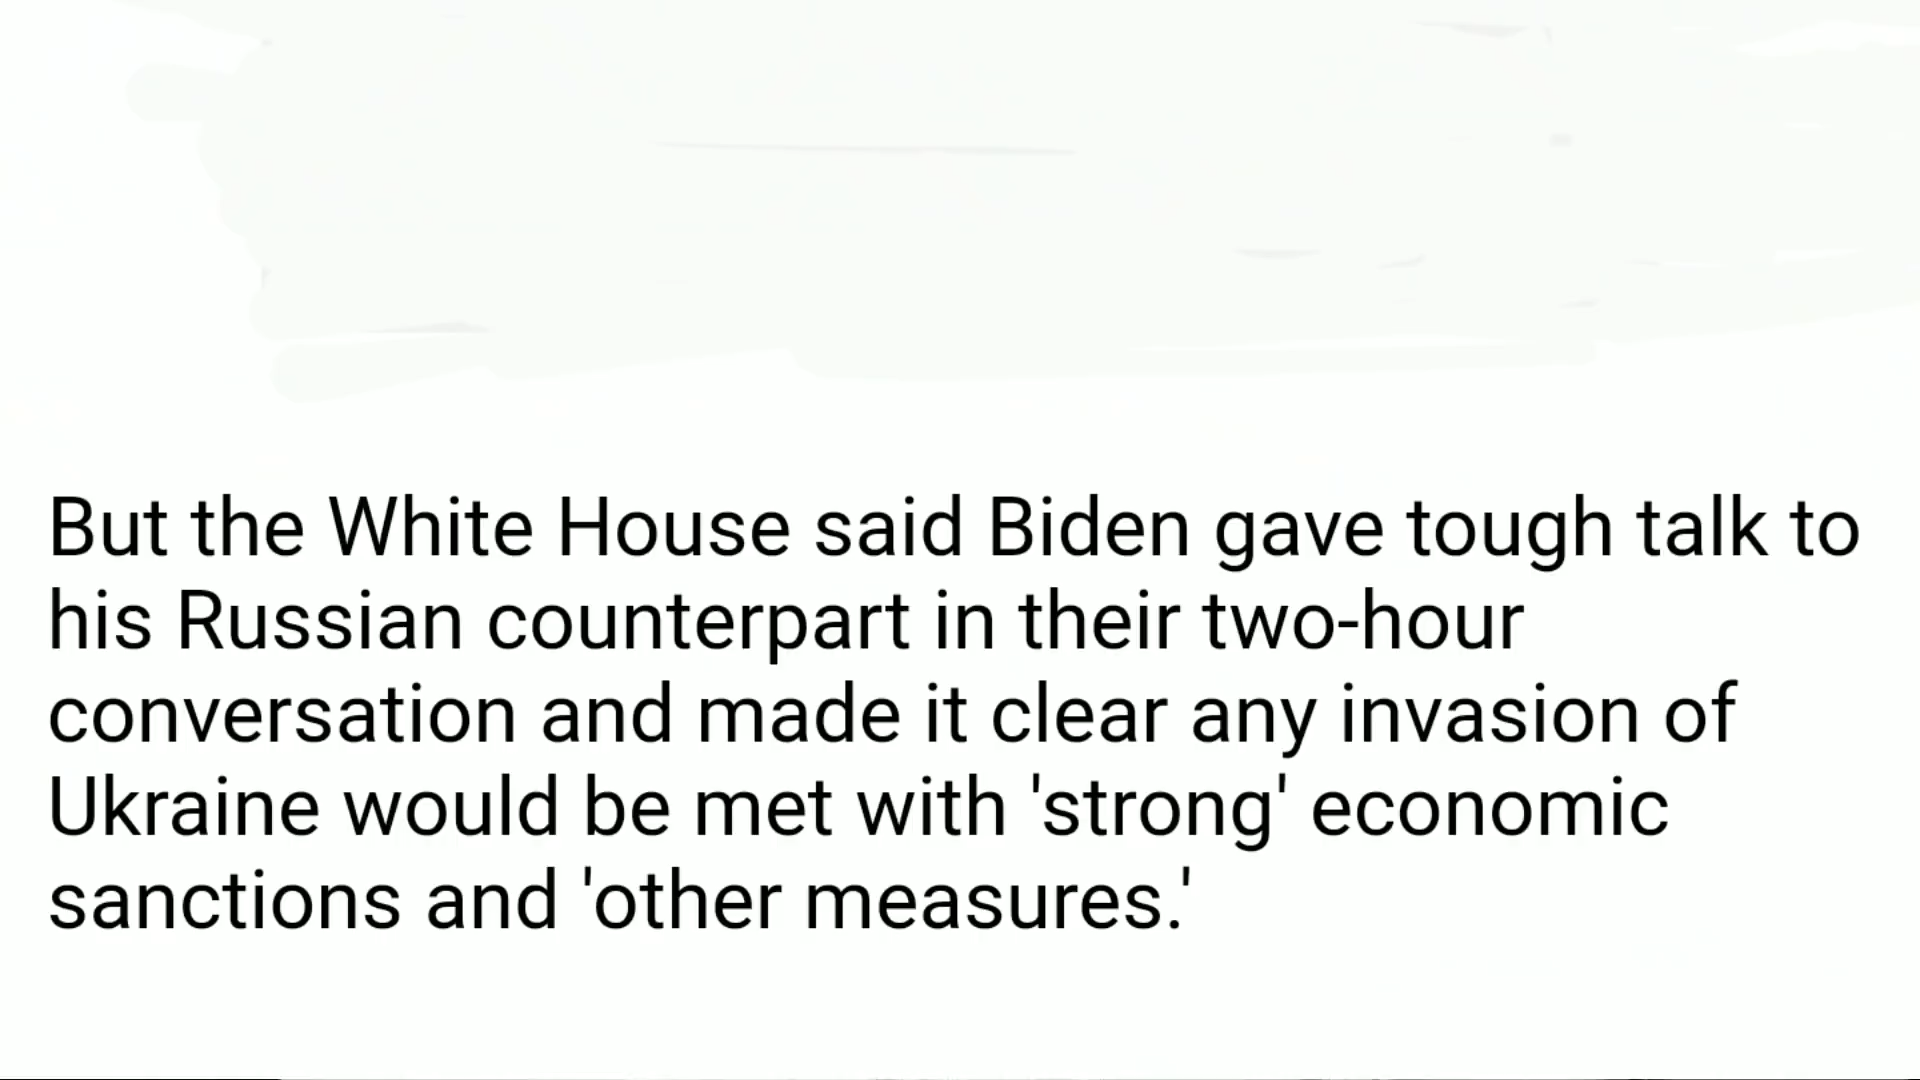 But the White House said Biden gave tough talk to
his Russian counterpart in their two-hour
conversation and made it clear any invasion of
Ukraine would be met with 'strong' economic
sanctions and 'other measures.'